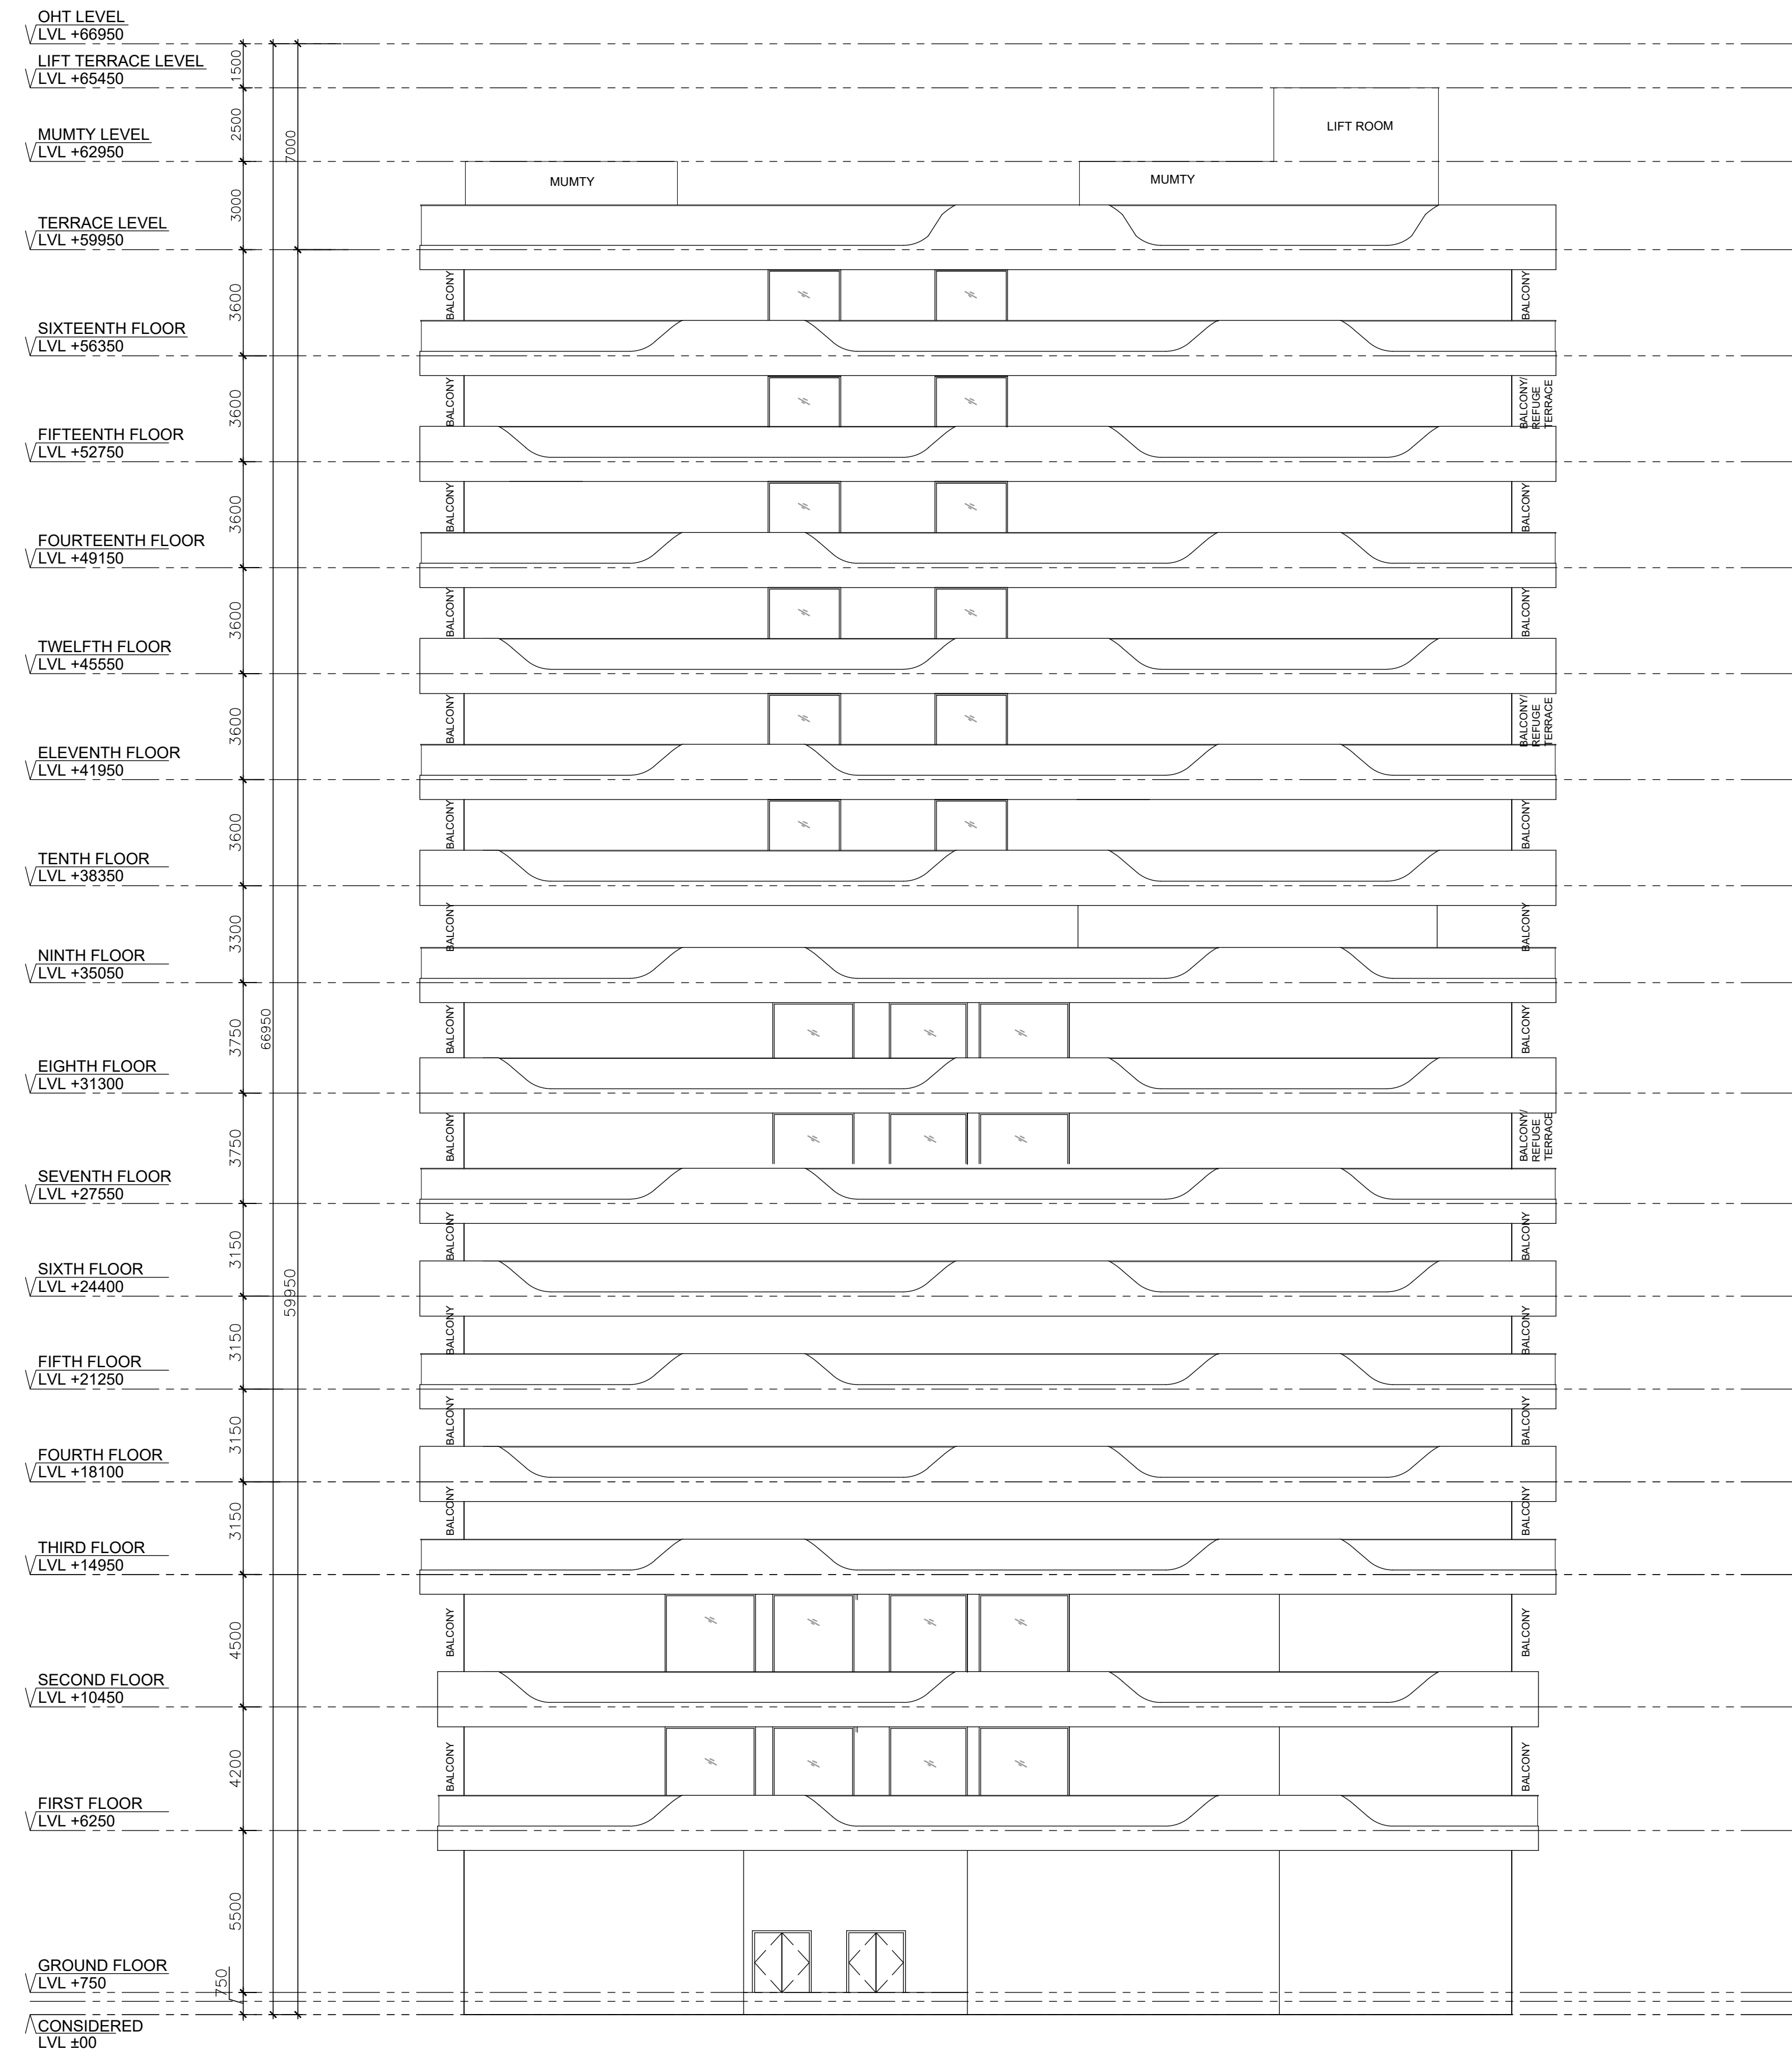 OHT LEVEL
LVL +66950
1500
LIFT TERRACE LEVEL
LVL +65450
2500
LIFT ROOM
MUMTY LEVEL
LVL +62950
7000
MUMTY
MUMTY
3000
TERRACE LEVEL
LVL +59950
BALCONY
BALCONY
3600
SIXTEENTH FLOOR
LVL +56350
BALCONY
BALCONY/
REFUGE
TERRACE
3600
FIFTEENTH FLOOR
LVL +52750
BALCONY
BALCONY
3600
FOURTEENTH FLOOR
LVL +49150
BALCONY
BALCONY
3600
TWELFTH FLOOR
LVL +45550
BALCONY
BALCONY/
REFUGE
TERRACE
3600
ELEVENTH FLOOR
LVL +41950
BALCONY
BALCONY
3600
TENTH FLOOR
LVL +38350
BALCONY
BALCONY
3300
NINTH FLOOR
LVL +35050
BALCONY
BALCONY
3750
66950
EIGHTH FLOOR
LVL +31300
BALCONY
BALCONY/
REFUGE
TERRACE
3750
SEVENTH FLOOR
LVL +27550
BALCONY
BALCONY
3150
SIXTH FLOOR
LVL +24400
59950
BALCONY
BALCONY
3150
FIFTH FLOOR
LVL +21250
BALCONY
BALCONY
3150
FOURTH FLOOR
LVL +18100
BALCONY
BALCONY
3150
THIRD FLOOR
LVL +14950
BALCONY
BALCONY
4500
SECOND FLOOR
LVL +10450
BALCONY
BALCONY
4200
FIRST FLOOR
LVL +6250
5500
GROUND FLOOR
LVL +750
750
CONSIDERED
LVL ±00